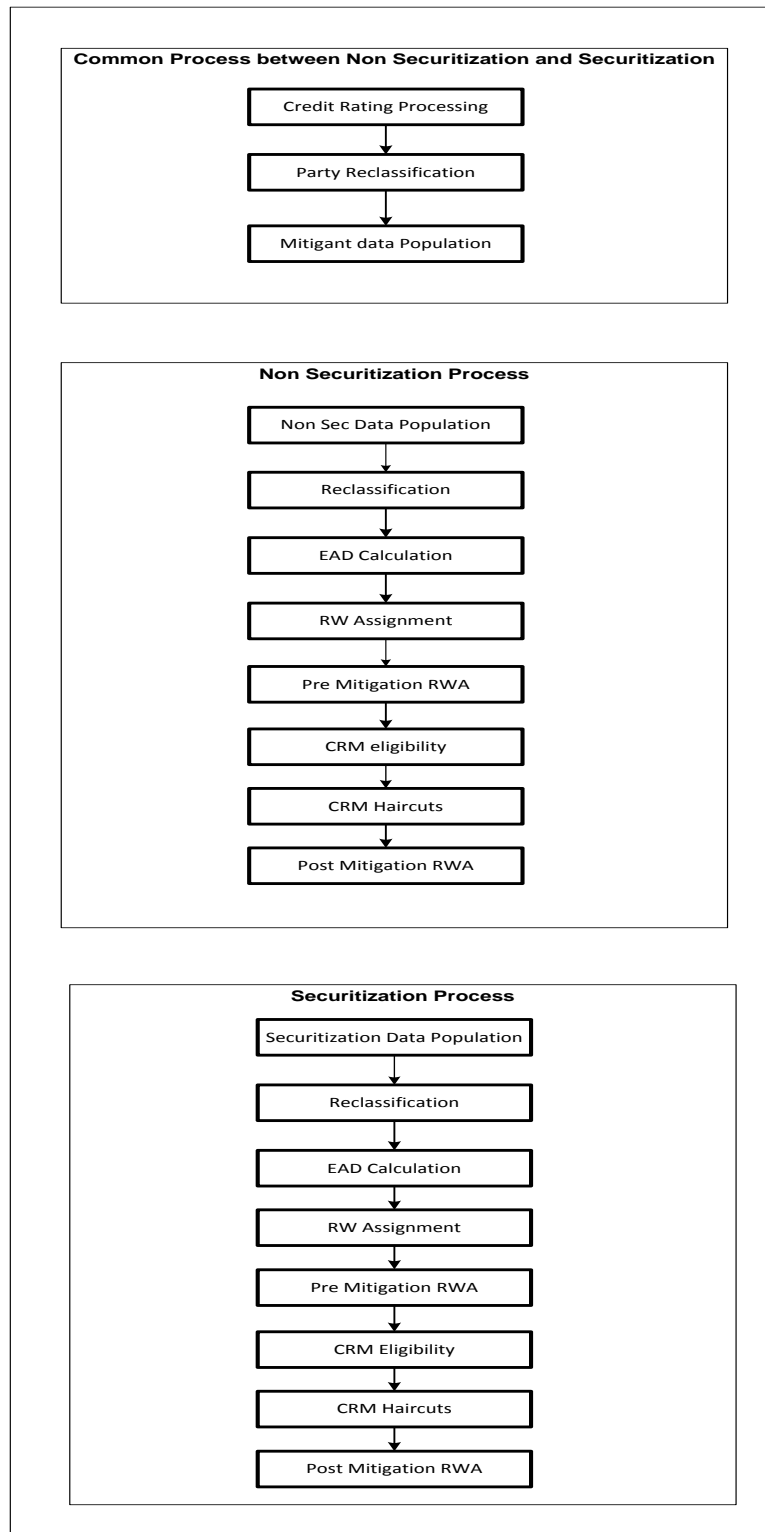 Common Process between Non Securitization and Securitization
Credit Rating Processing
Party Reclassification
Mitigant data Population
Non Securitization Process
Non Sec Data Population
Reclassification
EAD Calculation
RW Assignment
Pre Mitigation RWA
CRM eligibility
CRM Haircuts
Post Mitigation RWA
Securitization Process
Securitization Data Population
Reclassification
EAD Calculation
RW Assignment
Pre Mitigation RWA
CRM Eligibility
CRM Haircuts
Post Mitigation RWA